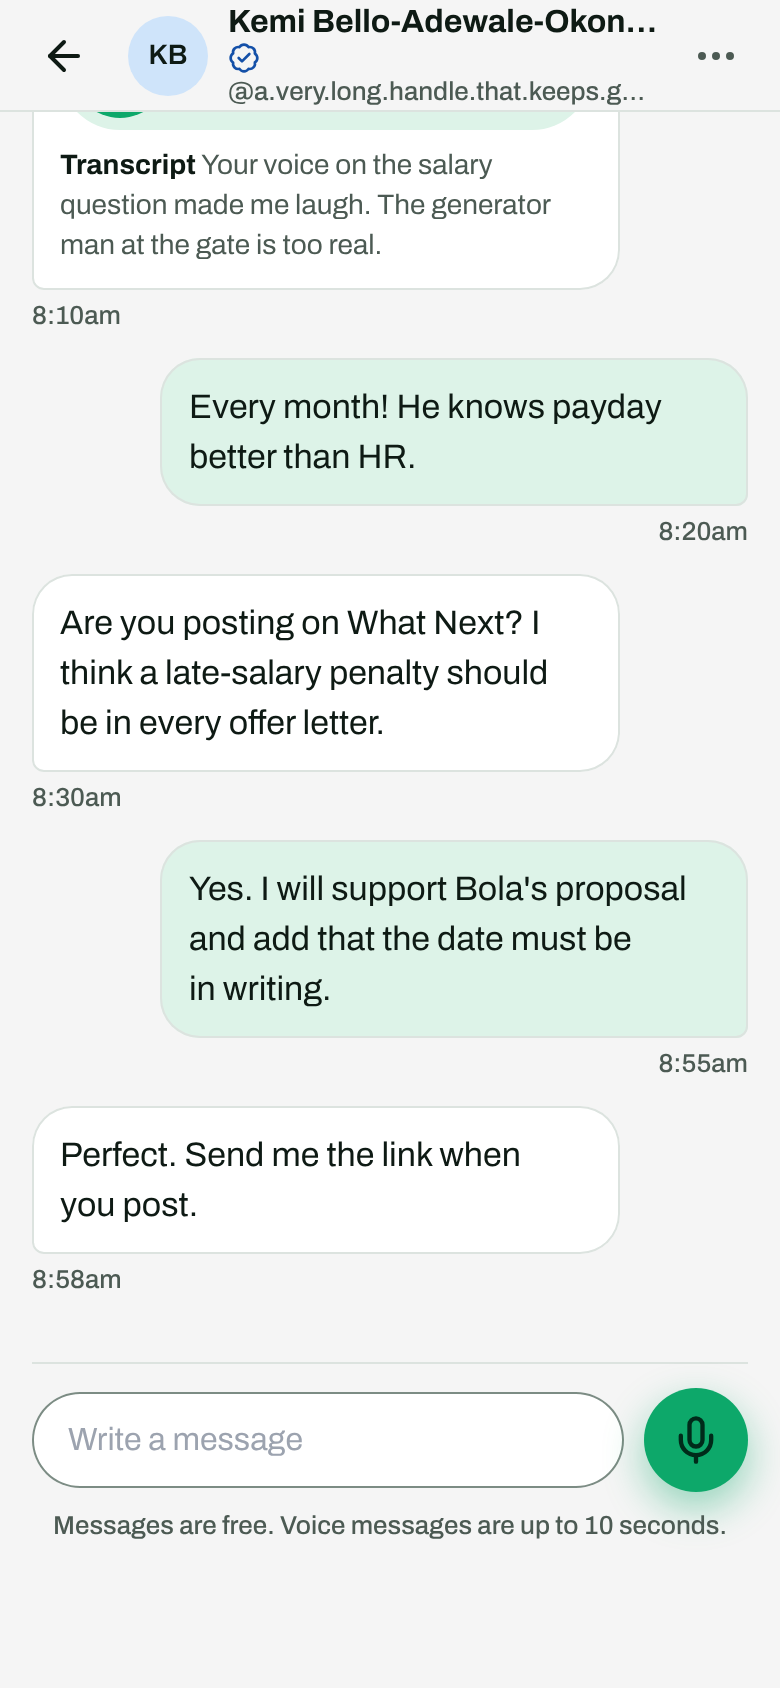 KB
Kemi Bello-Adewale-Okon…
@a.very.long.handle.that.keeps.g…
Transcript Your voice on the salary
question made me laugh. The generator
man at the gate is too real.
8:10am
Every month! He knows payday
better than HR.
8:20am
Are you posting on What Next? I
think a late-salary penalty should
be in every offer letter.
8:30am
Yes. I will support Bola's proposal
and add that the date must be
in writing.
8:55am
Perfect. Send me the link when
you post.
8:58am
Write a message
Messages are free. Voice messages are up to 10 seconds.